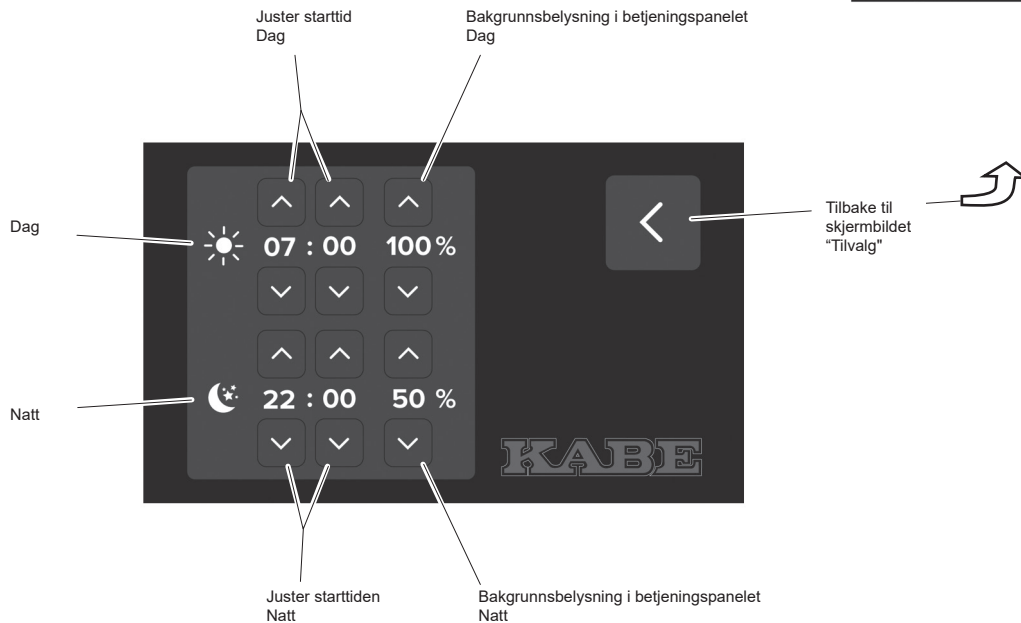 Juster starttid
Dag
Bakgrunnsbelysning i betjeningspanelet
Dag
Dag
07 : 00 100 %
Tilbake til
skjermbildet
“Tilvalg"
Natt
22 : 00 50 %
KABE
Juster starttiden
Natt
Bakgrunnsbelysning i betjeningspanelet
Natt